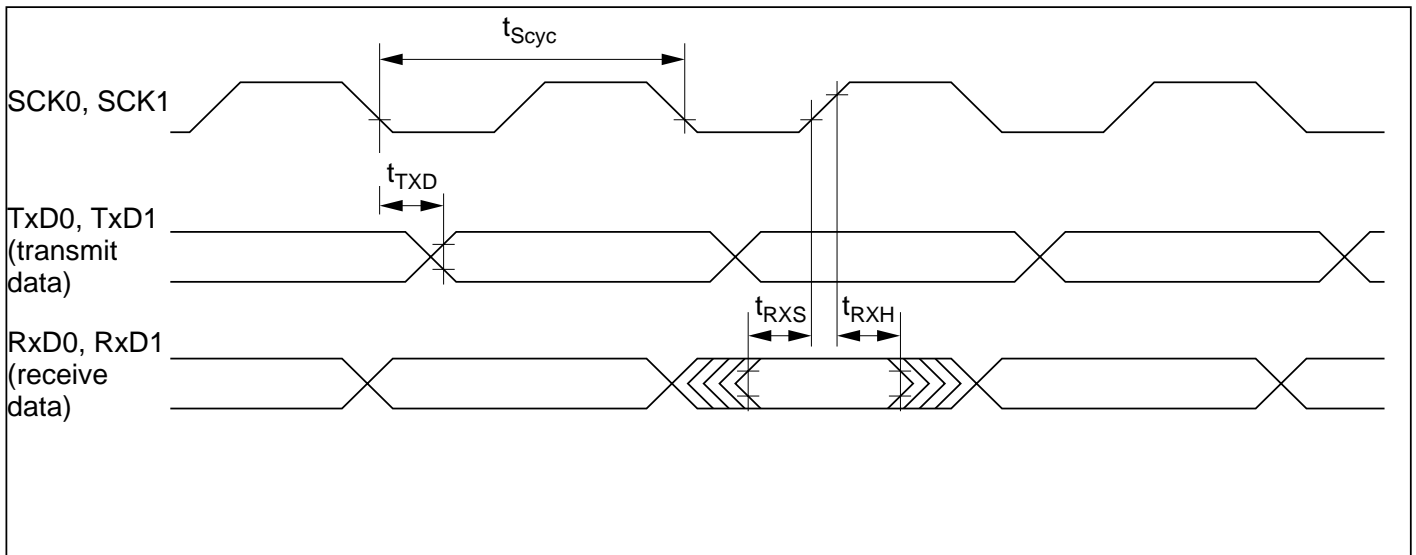 tScyc
SCK0, SCK1
tTXD
TxD0, TxD1
(transmit
data)
tRXS
tRXH
RxD0, RxD1
(receive
data)